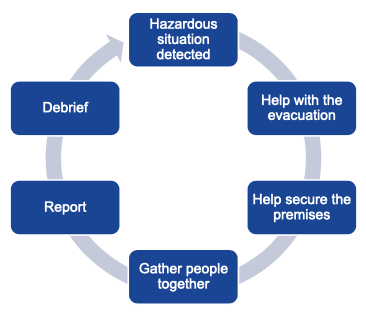 Hazardous
situation
detected
Help with the
evacuation
Help secure the
premises
Gather people
together
Report
Debrief